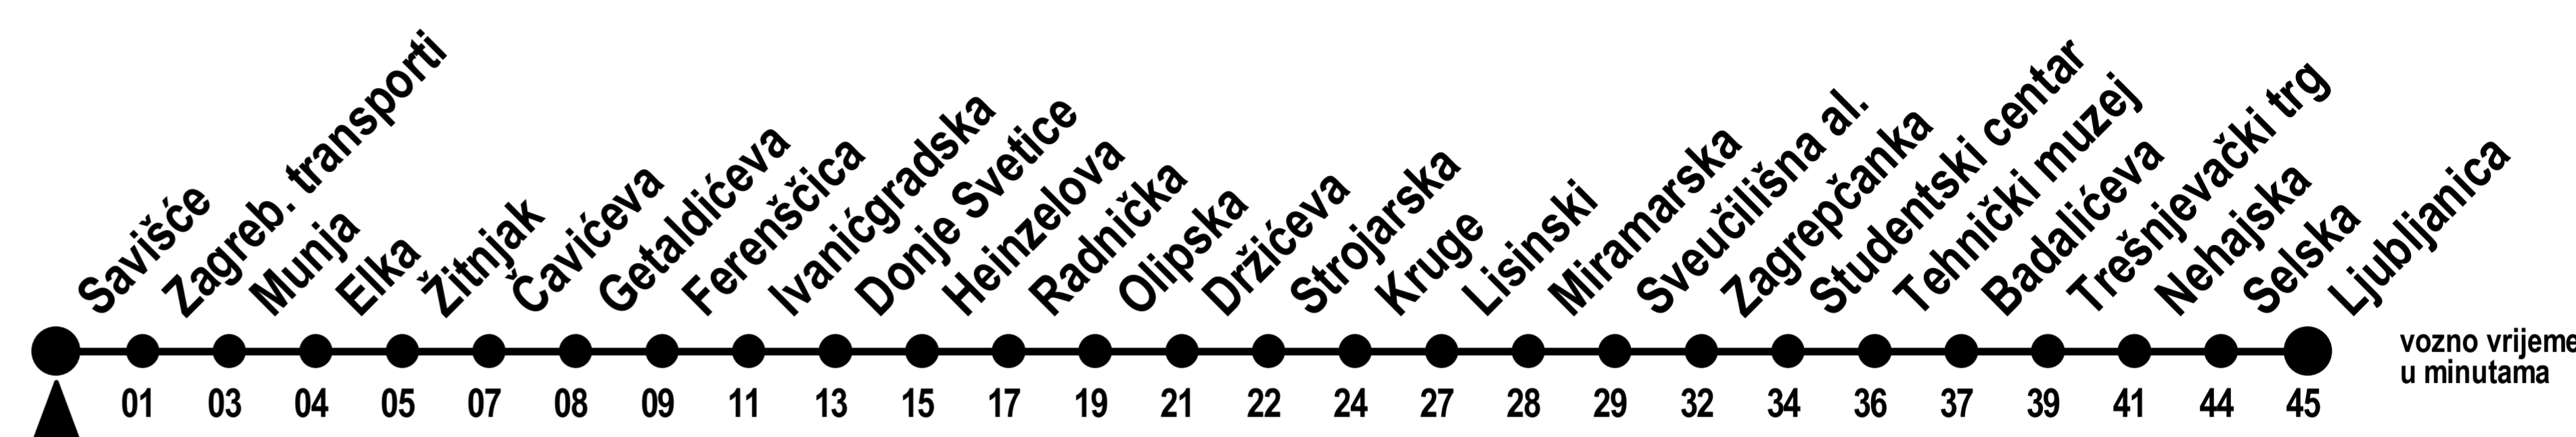 Savišće
Zagreb. transporti
Munja
Elka
Žitnjak
Čavićeva
Getaldićeva
Ferenščica
Ivanićgradska
Donje Svetice
Heinzelova
Radnička
Olipska
Držićeva
Strojarska
Kruge
Lisinski
Miramarska
Sveučilišna al.
Zagrepčanka
Studentski centar
Tehnički muzej
Badalićeva
Trešnjevački trg
Nehajska
Selska
Ljubljanica
01 03 04 05 07 08 09 11 13 15 17 19 21 22 24 27 28 29 32 34 36 37 39 41 44 45
vozno vrijeme
u minutama